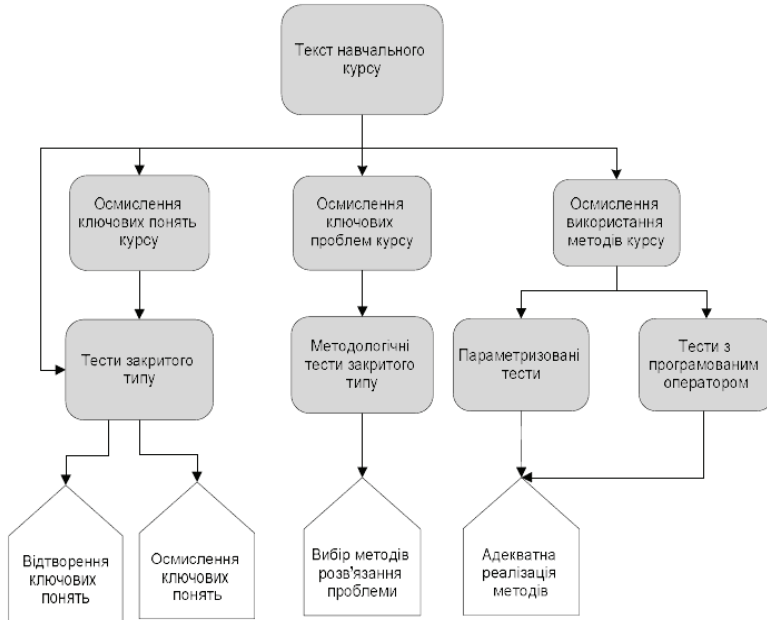 Текст навчального
курсу
Осмислення
ключових понять
курсу
Осмислення
ключових
проблем курсу
Осмислення
використання
методів курсу
Тести закритого
типу
Методологічні
тести закритого
типу
Параметризовані
тести
Тести з
програмованим
оператором
Відтворення
ключових
понять
Осмислення
ключових
понять
Вибір методів
розв'язання
проблеми
Адекватна
реалізація
методів